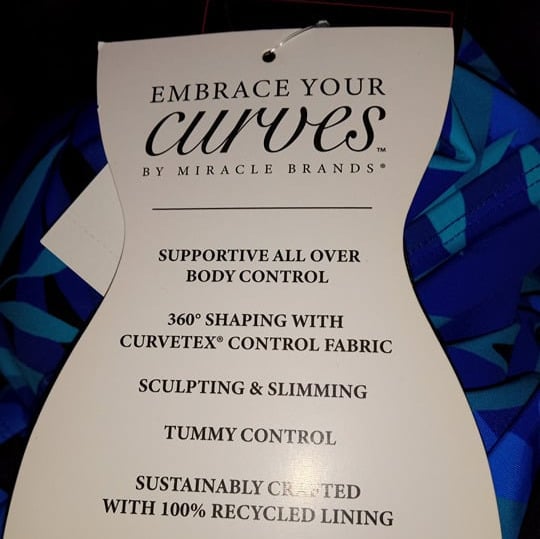 EMBRACE YOUR
curves™
BY MIRACLE BRANDS®
SUPPORTIVE ALL OVER
BODY CONTROL
360° SHAPING WITH
CURVETEX® CONTROL FABRIC
SCULPTING & SLIMMING
TUMMY CONTROL
SUSTAINABLY CRAFTED
WITH 100% RECYCLED LINING